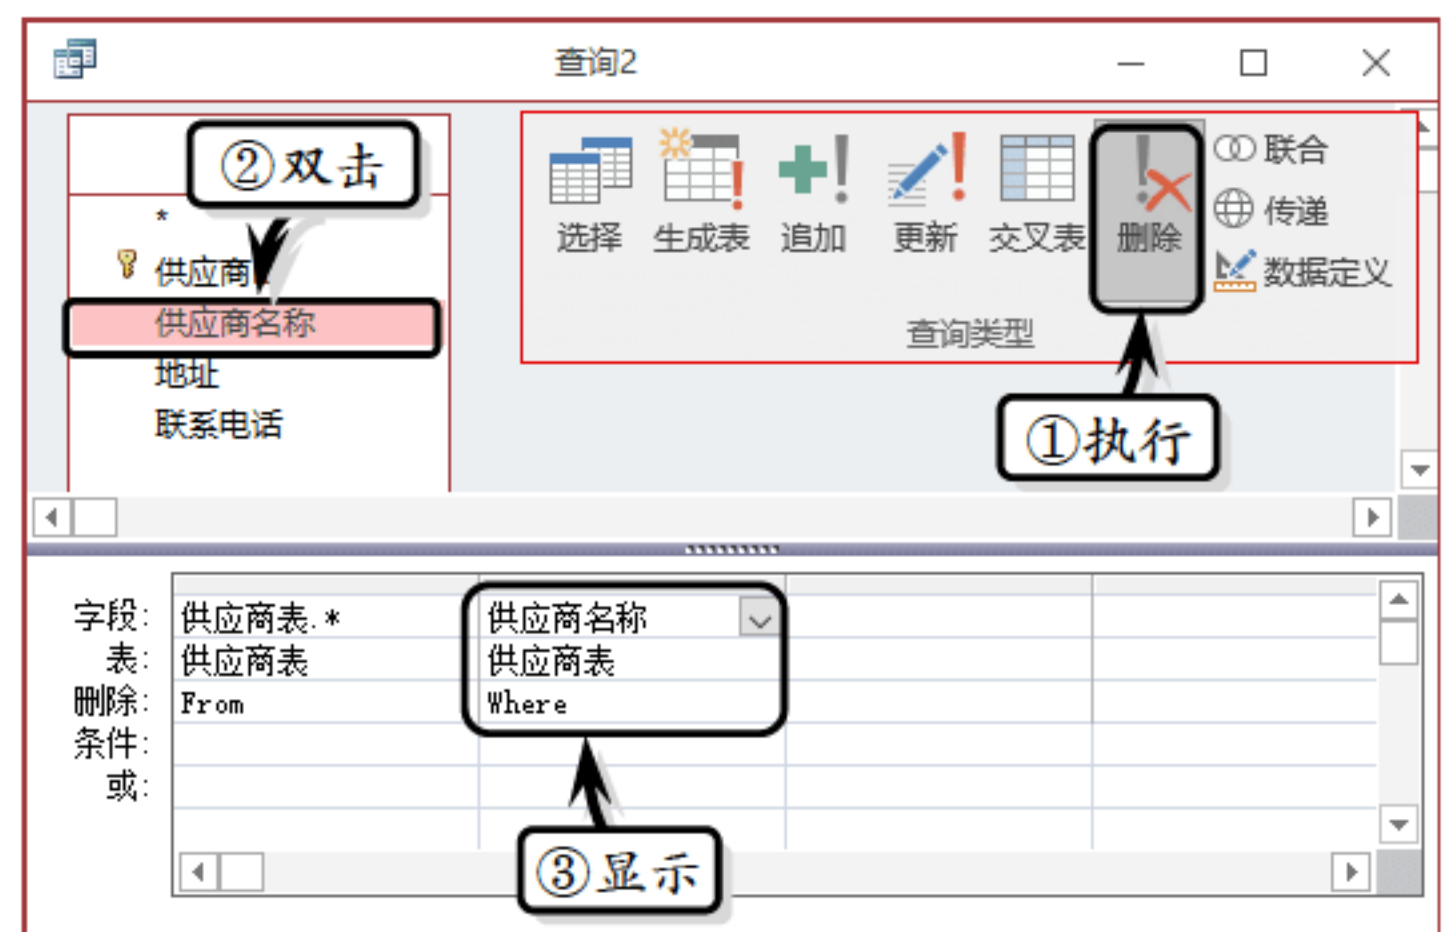 查询2
②双击
*
供应商
供应商名称
地址
联系电话
选择
生成表
追加
更新
交叉表
删除
联合
传递
数据定义
查询类型
①执行
字段: 供应商表.* 供应商名称
表: 供应商表 供应商表
删除: From Where
条件:
或:
③显示